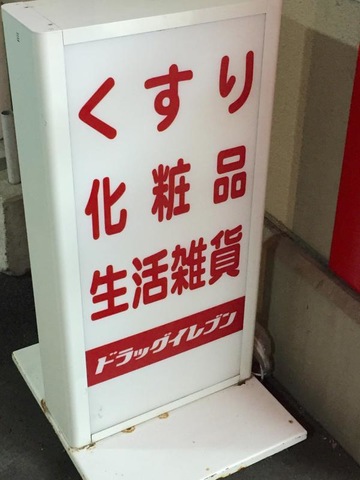 くすり
化粧品
生活雑貨
ドラッグイレブン